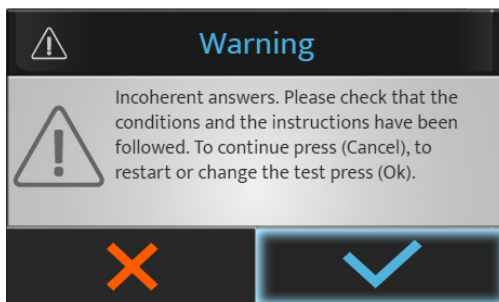 Warning
Incoherent answers. Please check that the
conditions and the instructions have been
followed. To continue press (Cancel), to
restart or change the test press (Ok).